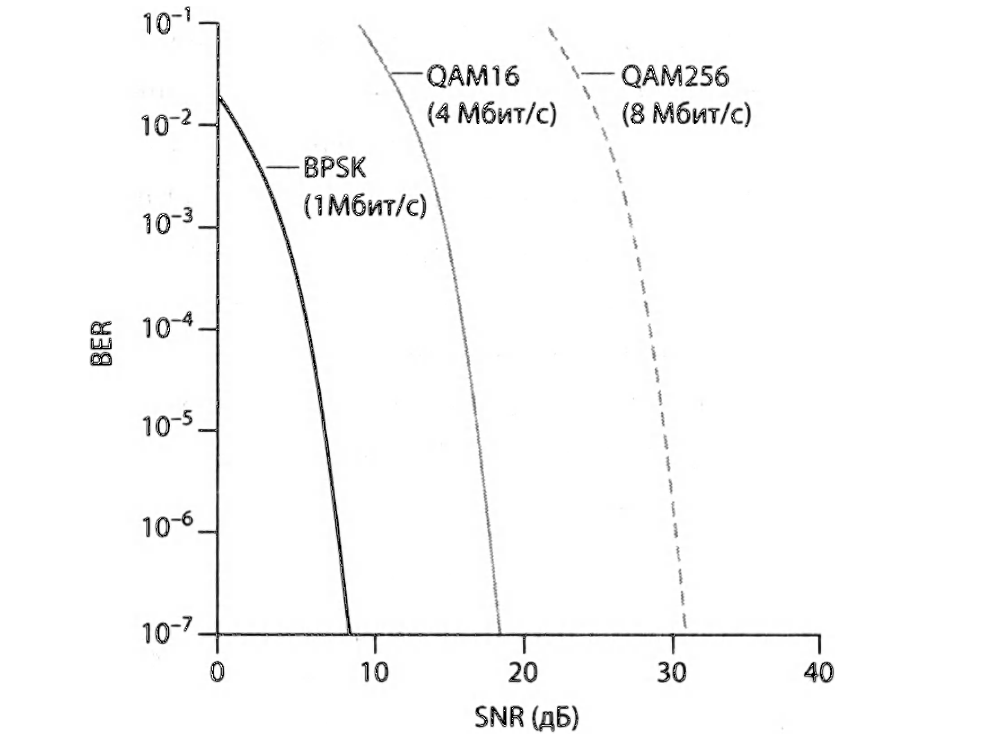 10⁻¹
QAM16
(4 Мбит/с)
QAM256
(8 Мбит/с)
10⁻²
BPSK
(1Мбит/с)
10⁻³
BER
10⁻⁴
10⁻⁵
10⁻⁶
10⁻⁷
0 10 20 30 40
SNR (дБ)